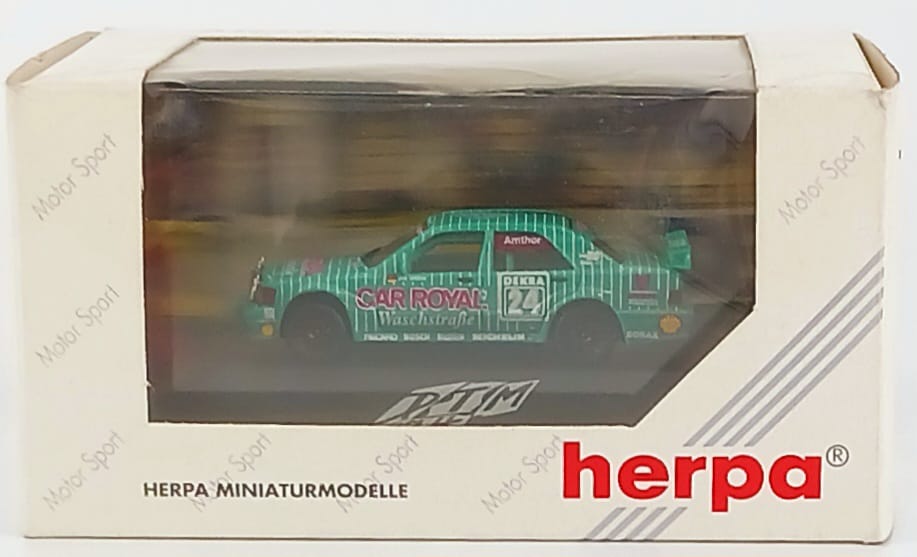 Motor Sport
Motor Sport
Amthor
DEKRA
24
CAR ROYAL
Waschstraße
MICHELIN
DTM
Motor Sport
Motor Sport
Motor Sport
Motor Sport
Motor Sport
HERPA MINIATURMODELLE
herpa®